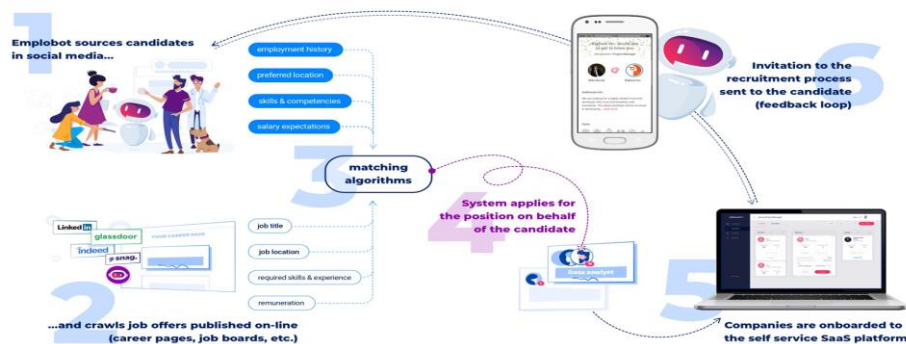 1
Emplobot sources candidates
in social media...
employment history
preferred location
skills & competencies
salary expectations
3
matching
algorithms
2
LinkedIn
glassdoor
indeed
snag.
YOUR CAREER PAGE
job title
job location
required skills & experience
remuneration
...and crawls job offers published on-line
(career pages, job boards, etc.)
4
System applies for
the position on behalf
of the candidate
Data analyst
6
Invitation to the
recruitment process
sent to the candidate
(feedback loop)
5
Companies are onboarded to
the self service SaaS platform